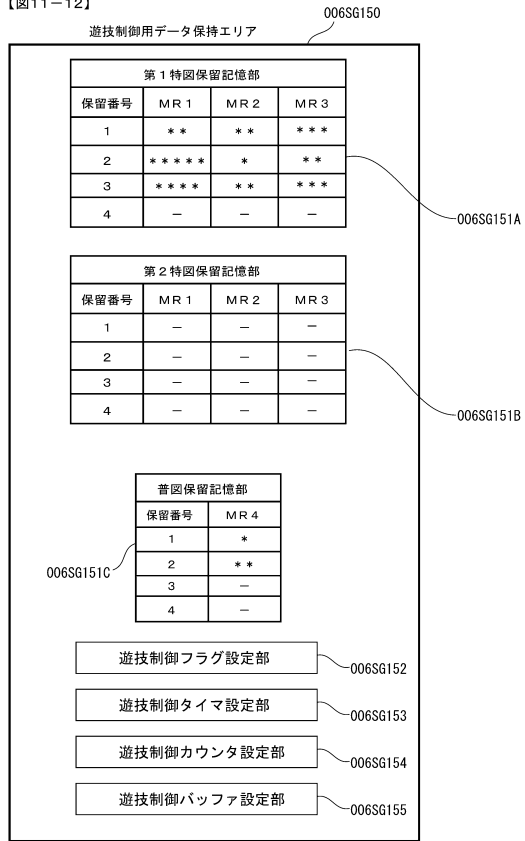 【図11－12】
006SG150
遊技制御用データ保持エリア
第１特図保留記憶部
保留番号 ＭＲ１ ＭＲ２ ＭＲ３
1 ＊＊ ＊＊ ＊＊＊
2 ＊＊＊＊＊ ＊ ＊＊
3 ＊＊＊＊ ＊＊ ＊＊＊
4 － － －
006SG151A
第２特図保留記憶部
保留番号 ＭＲ１ ＭＲ２ ＭＲ３
1 － － －
2 － － －
3 － － －
4 － － －
006SG151B
普図保留記憶部
保留番号 ＭＲ４
1 ＊
2 ＊＊
3 －
4 －
006SG151C
遊技制御フラグ設定部
006SG152
遊技制御タイマ設定部
006SG153
遊技制御カウンタ設定部
006SG154
遊技制御バッファ設定部
006SG155